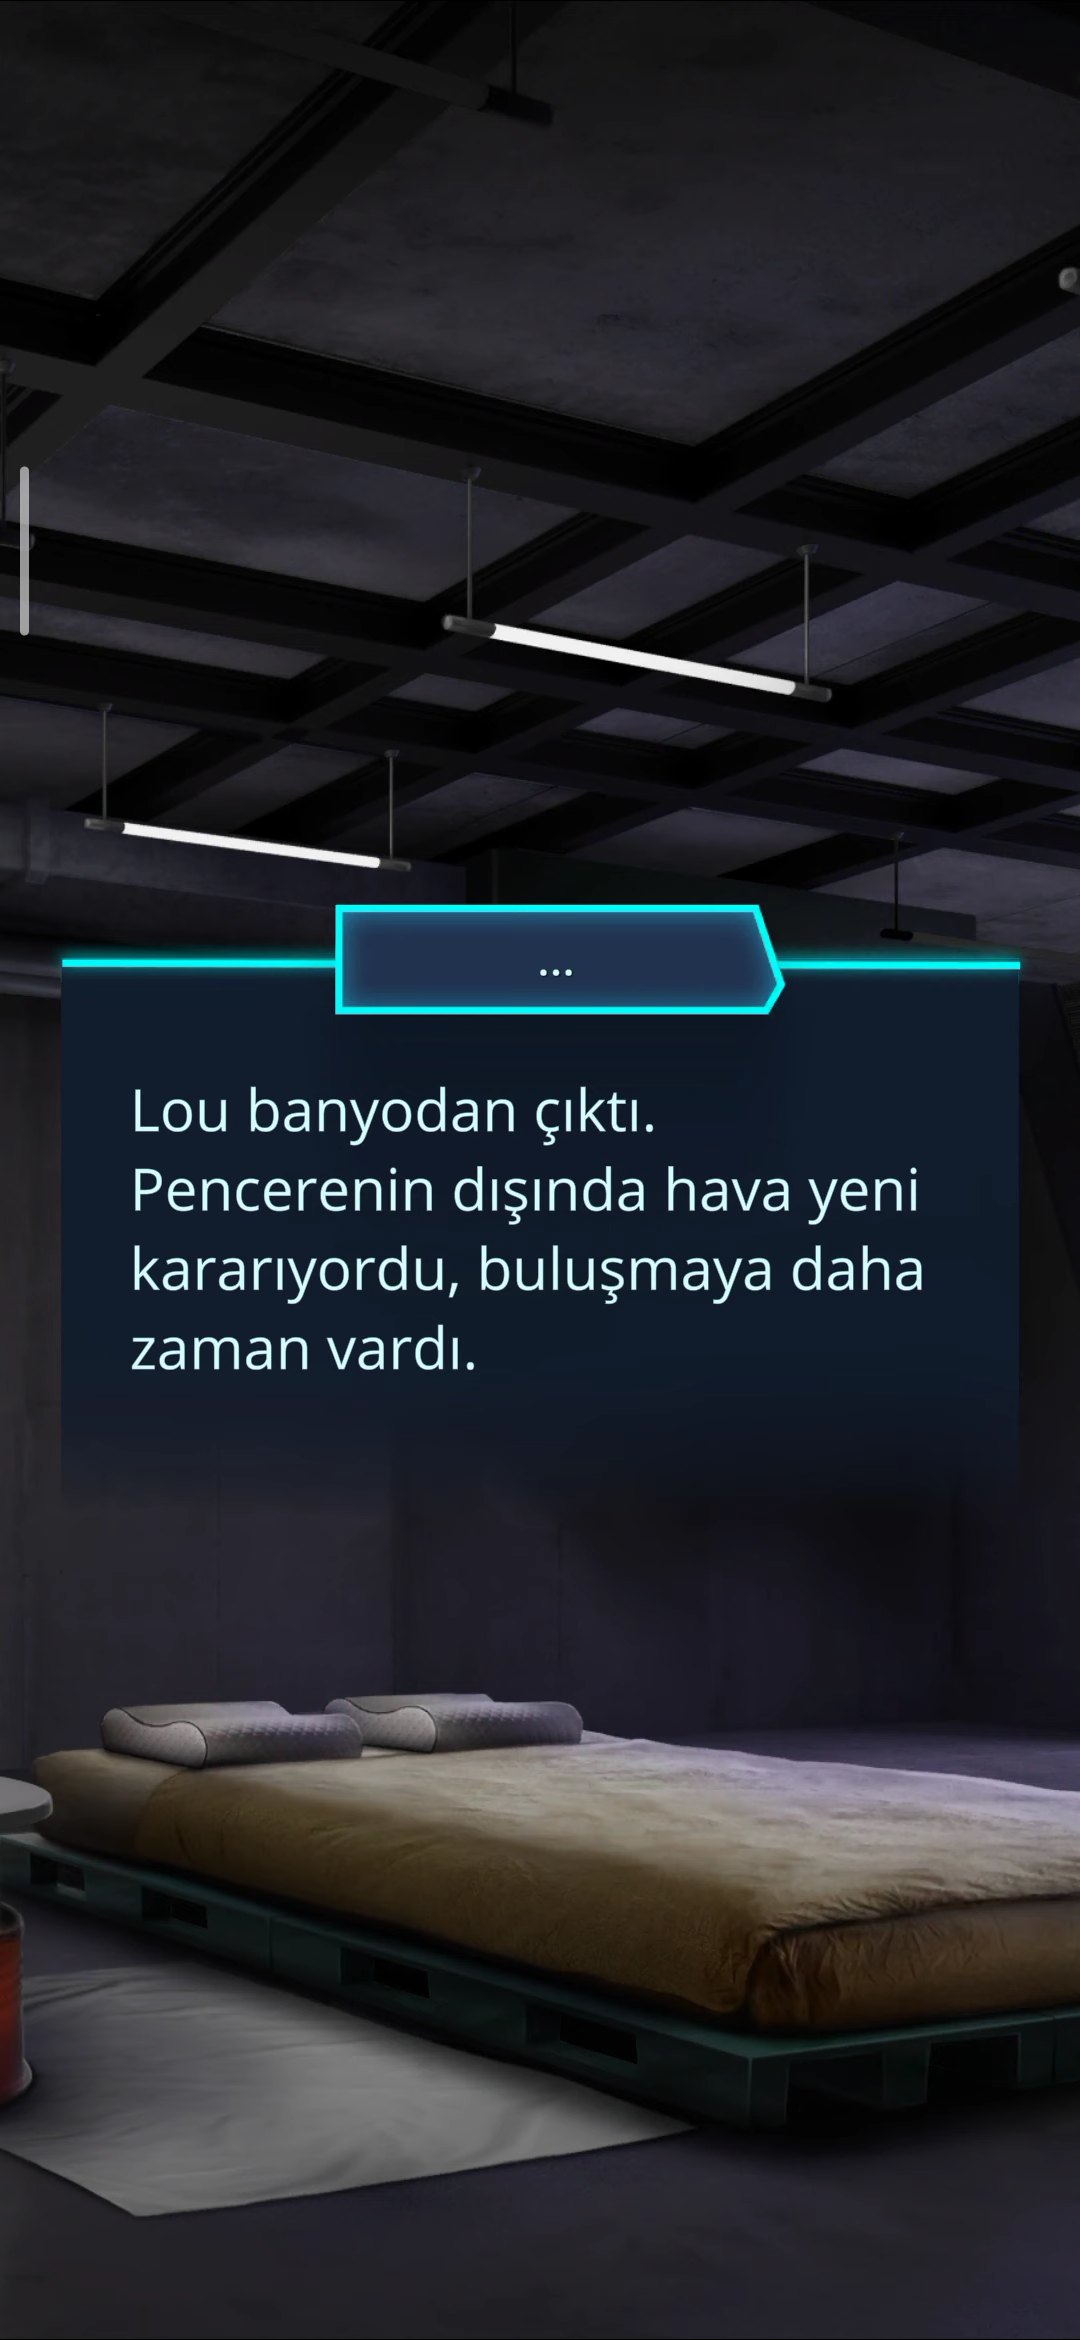 ...
Lou banyodan çıktı.
Pencerenin dışında hava yeni
kararıyordu, buluşmaya daha
zaman vardı.